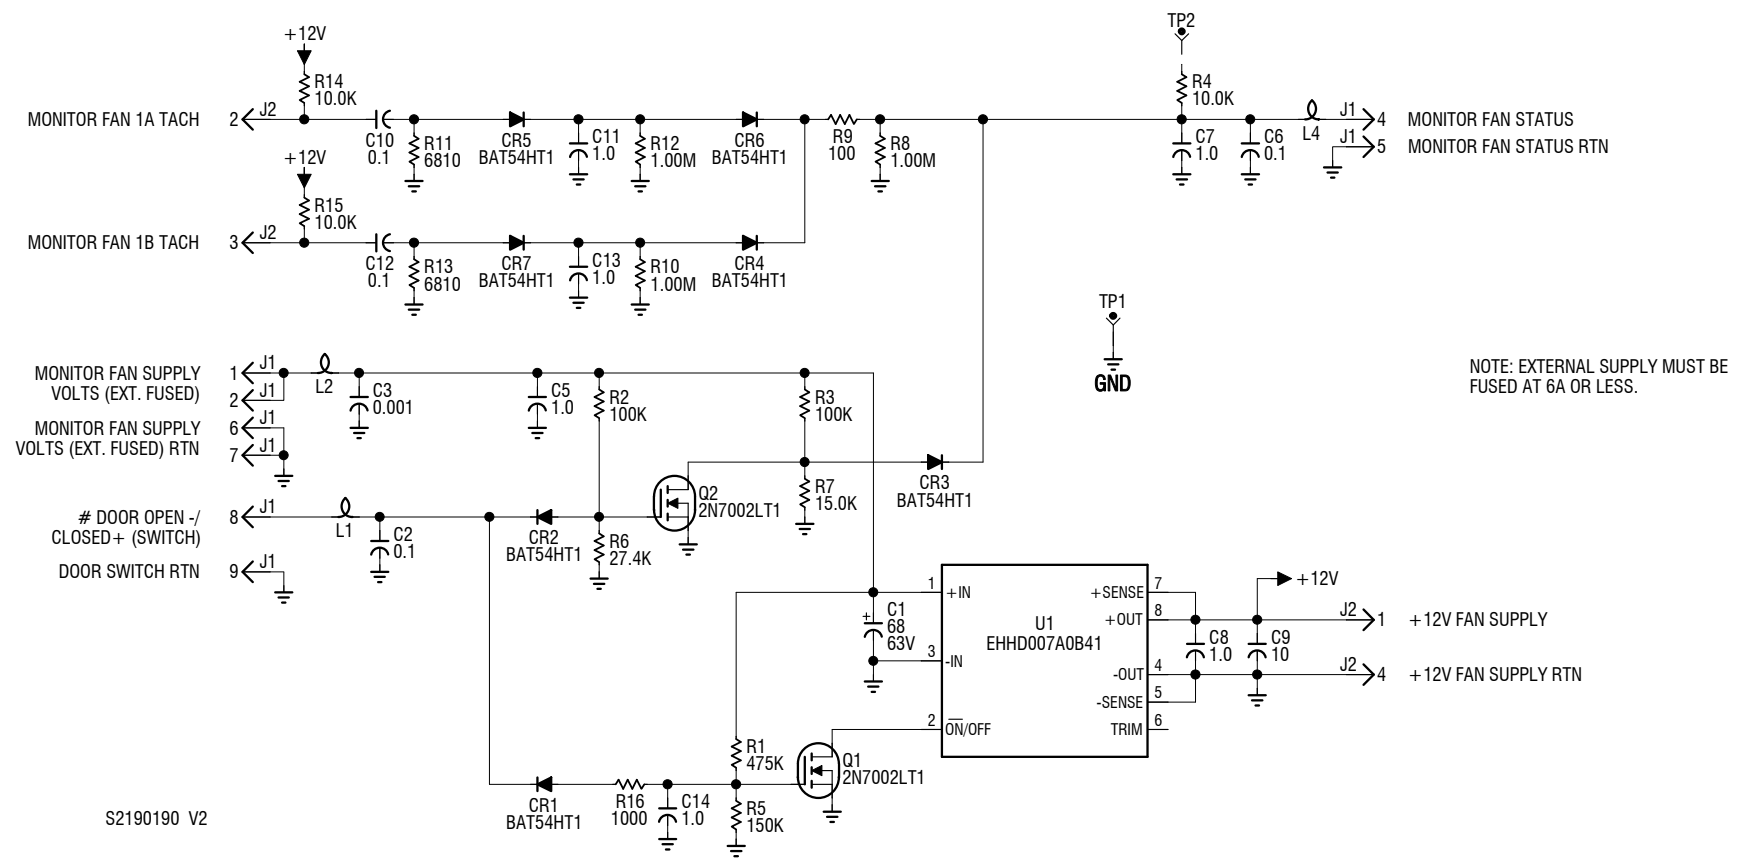 TP2
+12V
R14
10.0K
R4
10.0K
MONITOR FAN 1A TACH 2 J2
J1 4 MONITOR FAN STATUS
C10
0.1
R11
6810
CR5
BAT54HT1
C11
1.0
R12
1.00M
CR6
BAT54HT1
R9
100
R8
1.00M
C7
1.0
C6
0.1
L4
J1 5 MONITOR FAN STATUS RTN
+12V
R15
10.0K
MONITOR FAN 1B TACH 3 J2
C12
0.1
R13
6810
CR7
BAT54HT1
C13
1.0
R10
1.00M
CR4
BAT54HT1
TP1
GND
NOTE: EXTERNAL SUPPLY MUST BE
FUSED AT 6A OR LESS.
MONITOR FAN SUPPLY 1 J1
VOLTS (EXT. FUSED) 2 J1
MONITOR FAN SUPPLY 6 J1
VOLTS (EXT. FUSED) RTN 7 J1
L2
C3
0.001
C5
1.0
R2
100K
R3
100K
# DOOR OPEN -/ 8 J1
CLOSED+ (SWITCH)
DOOR SWITCH RTN 9 J1
L1
C2
0.1
CR2
BAT54HT1
R6
27.4K
Q2
2N7002LT1
R7
15.0K
CR3
BAT54HT1
C1
+
68
63V
U1
EHHD007A0B41
1 +IN
3 -IN
2 ON/OFF
+SENSE 7
+OUT 8
-OUT 4
-SENSE 5
TRIM 6
+12V
C8
1.0
C9
10
J2 1 +12V FAN SUPPLY
J2 4 +12V FAN SUPPLY RTN
R1
475K
Q1
2N7002LT1
CR1
BAT54HT1
R16
1000
C14
1.0
R5
150K
S2190190 V2